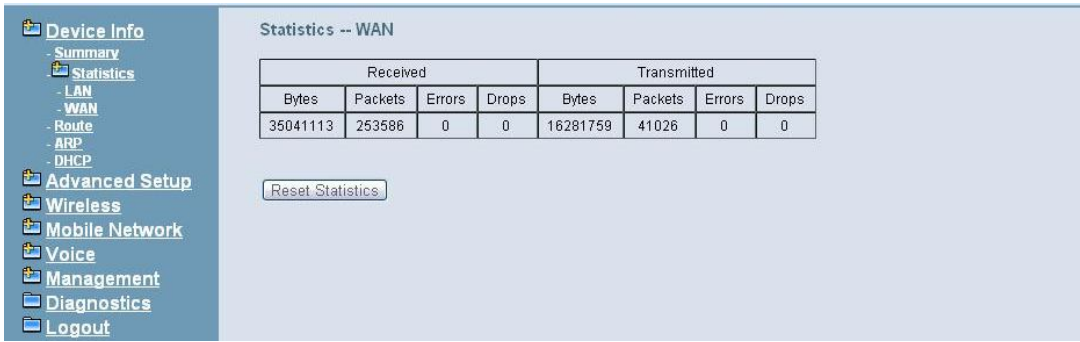 Device Info
- Summary
- Statistics
- LAN
- WAN
- Route
- ARP
- DHCP
Advanced Setup
Wireless
Mobile Network
Voice
Management
Diagnostics
Logout
Statistics -- WAN
Received Transmitted
Bytes Packets Errors Drops Bytes Packets Errors Drops
35041113 253586 0 0 16281759 41026 0 0
Reset Statistics